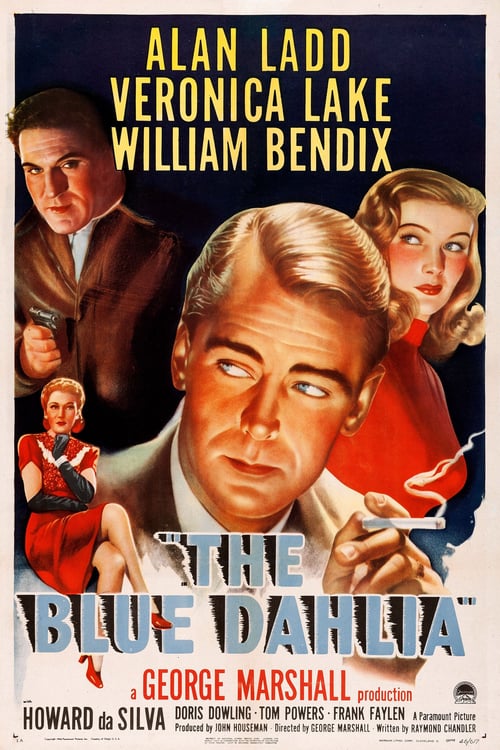 ALAN LADD
VERONICA LAKE
WILLIAM BENDIX
"THE
BLUE DAHLIA"
a GEORGE MARSHALL production
with
HOWARD da SILVA
DORIS DOWLING · TOM POWERS · FRANK FAYLEN
Produced by JOHN HOUSEMAN · Directed by GEORGE MARSHALL · Written by RAYMOND CHANDLER
A Paramount Picture